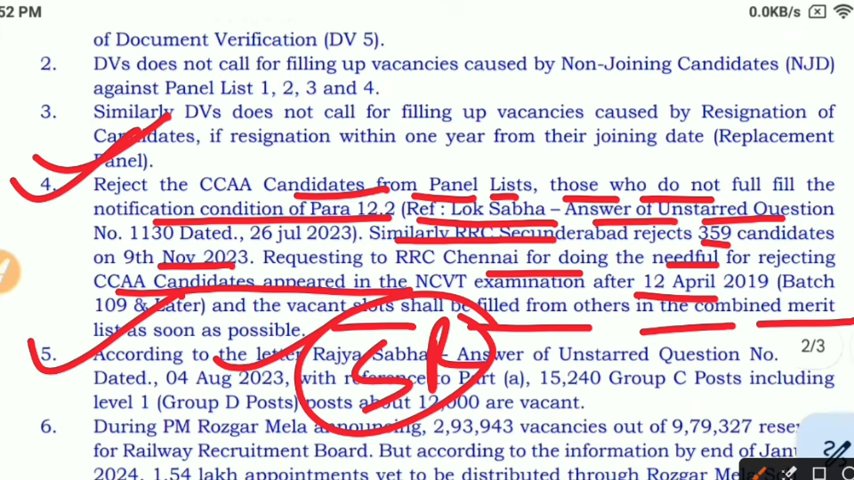 :52 PM 0.0KB/s
of Document Verification (DV 5).
2. DVs does not call for filling up vacancies caused by Non-Joining Candidates (NJD)
against Panel List 1, 2, 3 and 4.
3. Similarly DVs does not call for filling up vacancies caused by Resignation of
Candidates, if resignation within one year from their joining date (Replacement
Panel).
4. Reject the CCAA Candidates from Panel Lists, those who do not full fill the
notification condition of Para 12.2 (Ref : Lok Sabha – Answer of Unstarred Question
No. 1130 Dated., 26 jul 2023). Similarly RRC Secunderabad rejects 359 candidates
on 9th Nov 2023. Requesting to RRC Chennai for doing the needful for rejecting
CCAA Candidates appeared in the NCVT examination after 12 April 2019 (Batch
109 & Later) and the vacant slots shall be filled from others in the combined merit
list as soon as possible.
5. According to the letter Rajya Sabha – Answer of Unstarred Question No.
2/3
Dated., 04 Aug 2023, with reference to Part (a), 15,240 Group C Posts including
level 1 (Group D Posts) posts about 12,000 are vacant.
SR
6. During PM Rozgar Mela announcing, 2,93,943 vacancies out of 9,79,327
for Railway Recruitment Board. But according to the information by end of
2024, 1.54 lakh appointments yet to be distributed through Rozgar Mela